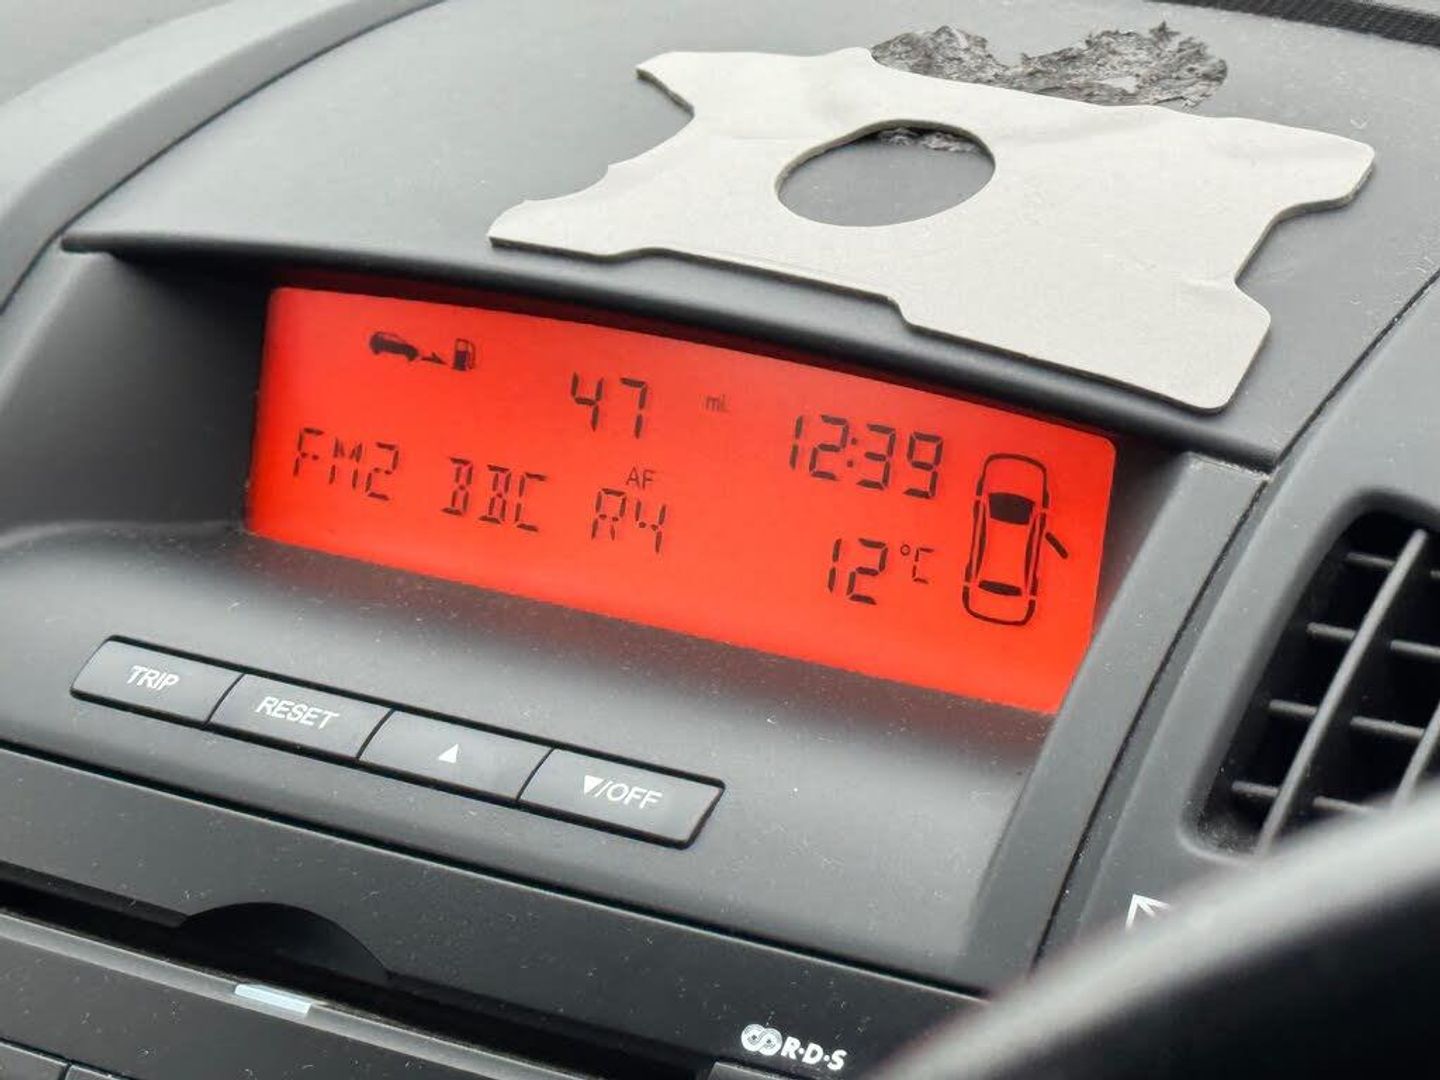 47 mi. 12:39
AF
FM2 BBC R4
12 °C
TRIP RESET ▲ ▼/OFF
R·D·S